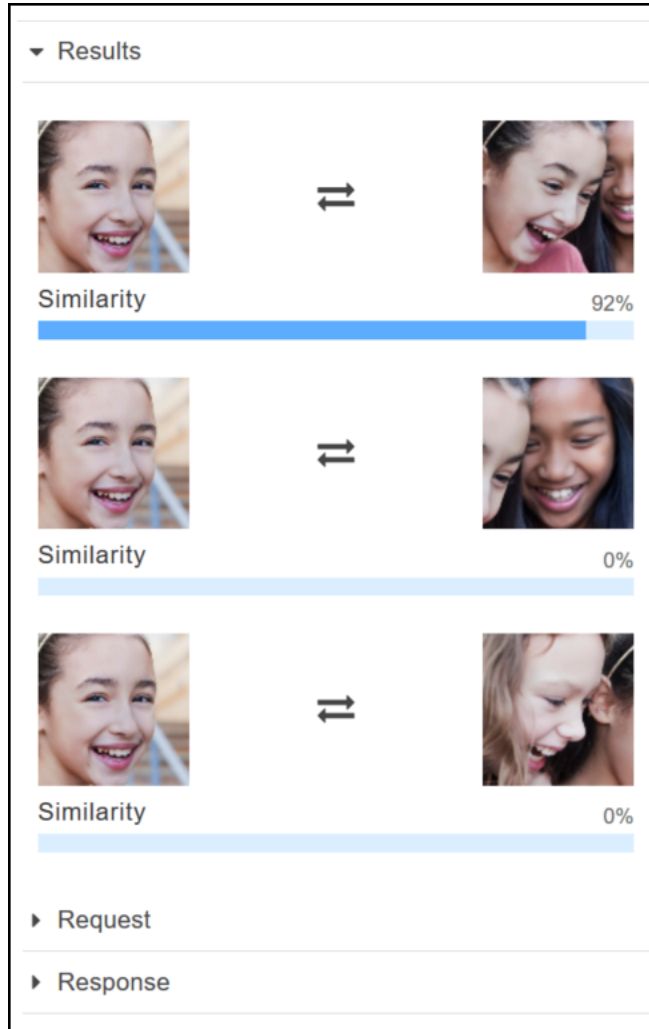 Results
Similarity 92%
Similarity 0%
Similarity 0%
Request
Response